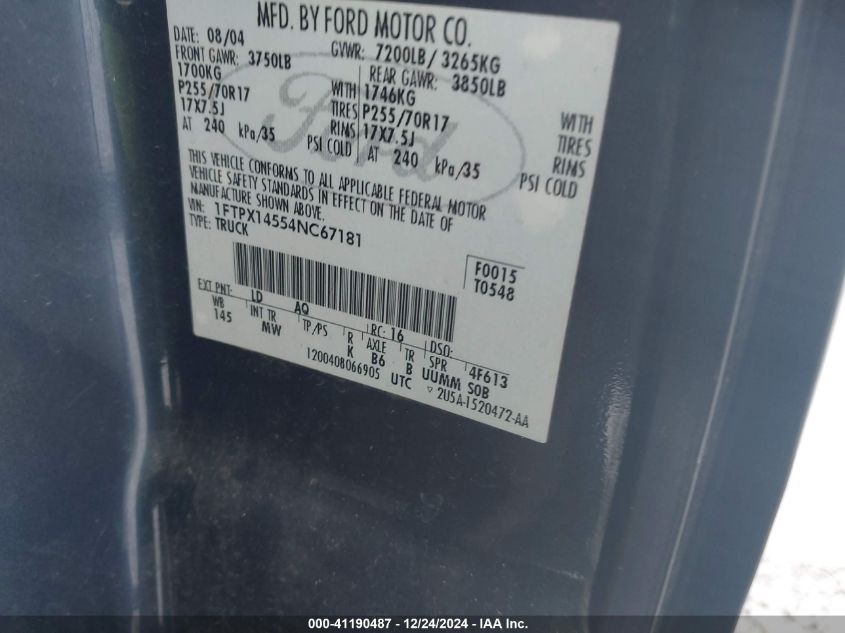 MFD. BY FORD MOTOR CO.
DATE: 08/04 GVWR: 7200LB/ 3265KG
FRONT GAWR: 3750LB REAR GAWR: 3850LB
1700KG WITH 1746KG WITH
P255/70R17 TIRES P255/70R17 TIRES
17X7.5J RIMS 17X7.5J RIMS
AT 240 kPa/35 PSI COLD AT 240 kPa/35 PSI COLD
THIS VEHICLE CONFORMS TO ALL APPLICABLE FEDERAL MOTOR
VEHICLE SAFETY STANDARDS IN EFFECT ON THE DATE OF
MANUFACTURE SHOWN ABOVE.
VIN: 1FTPX14554NC67181
TYPE: TRUCK
F0015
T0548
EXT PNT: LD AQ RC: 16 DSO:
WB INT TR TP/PS R AXLE TR SPR 4F613
145 MW K B6 B UUMM SOB
120040B066905 UTC ▽ 2U5A-1520472-AA
Ford
000-41190487 - 12/24/2024 - IAA Inc.